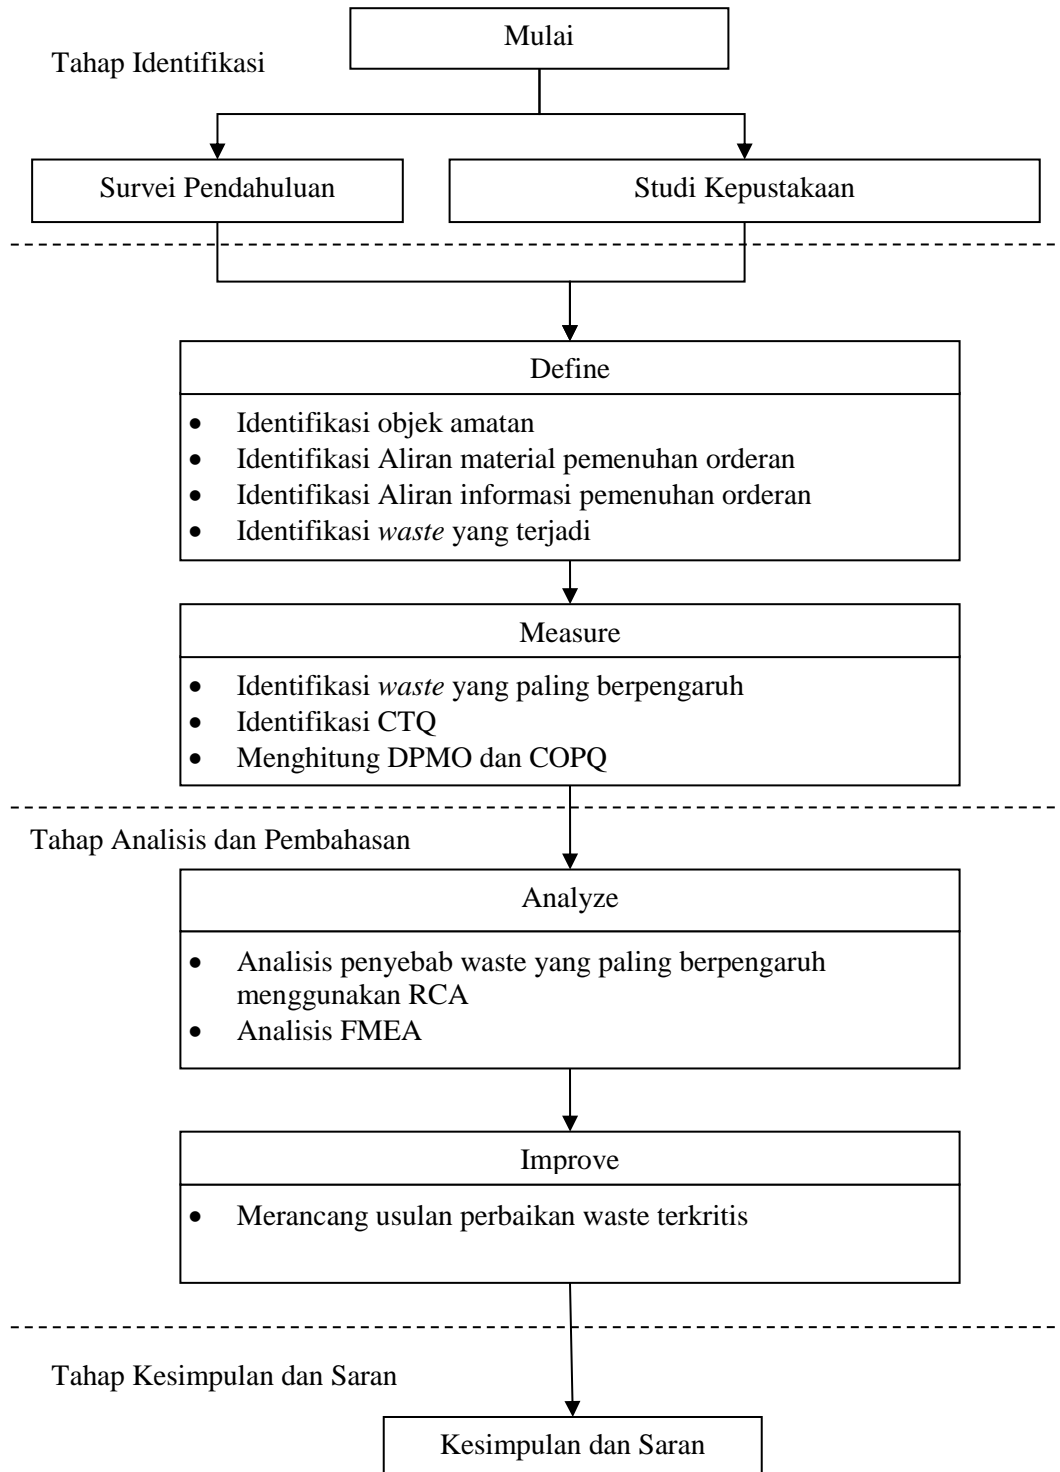 Mulai
Tahap Identifikasi
Survei Pendahuluan
Studi Kepustakaan
Define
• Identifikasi objek amatan
• Identifikasi Aliran material pemenuhan orderan
• Identifikasi Aliran informasi pemenuhan orderan
• Identifikasi waste yang terjadi
Measure
• Identifikasi waste yang paling berpengaruh
• Identifikasi CTQ
• Menghitung DPMO dan COPQ
Tahap Analisis dan Pembahasan
Analyze
• Analisis penyebab waste yang paling berpengaruh
menggunakan RCA
• Analisis FMEA
Improve
• Merancang usulan perbaikan waste terkritis
Tahap Kesimpulan dan Saran
Kesimpulan dan Saran